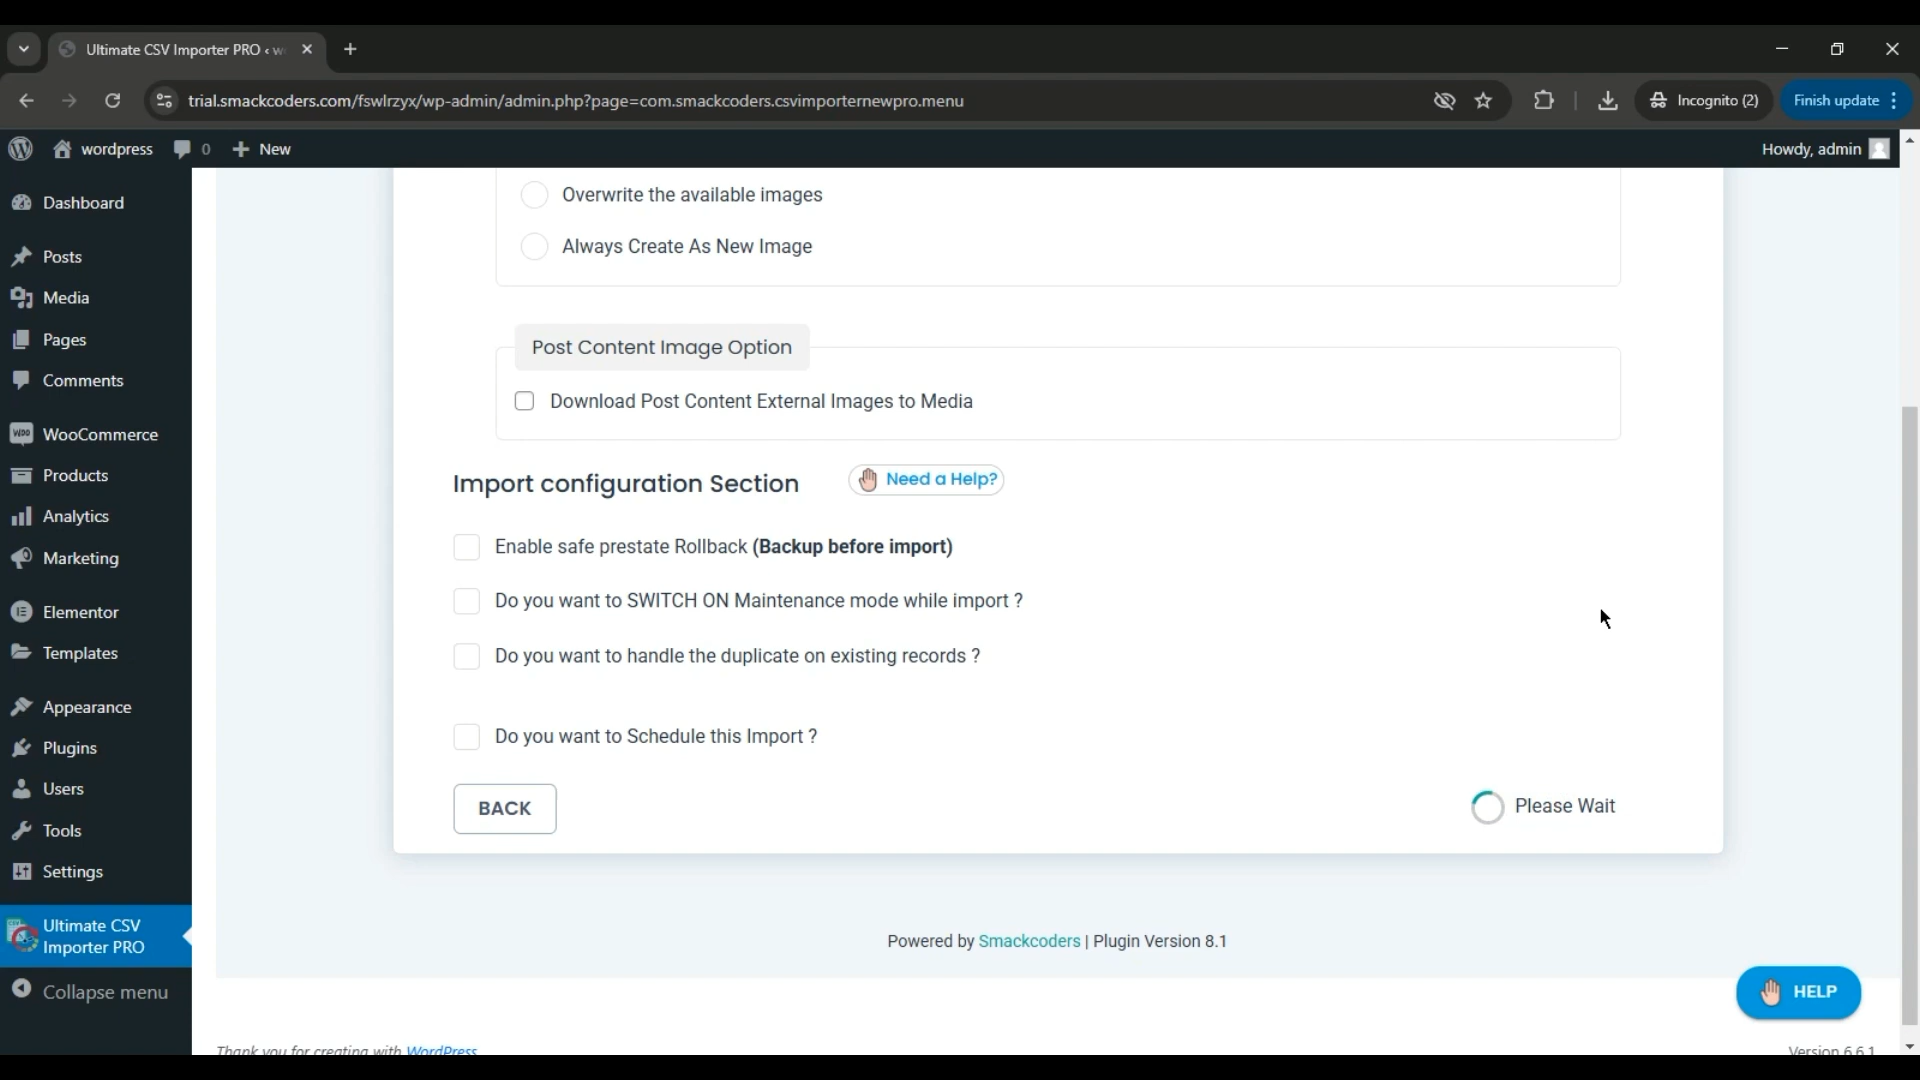 Ultimate CSV Importer PRO ‹ w
trial.smackcoders.com/fswlrzyx/wp-admin/admin.php?page=com.smackcoders.csvimporternewpro.menu
Incognito (2)
Finish update
wordpress
0
New
Howdy, admin
Dashboard
Posts
Media
Pages
Comments
WooCommerce
Products
Analytics
Marketing
Elementor
Templates
Appearance
Plugins
Users
Tools
Settings
Ultimate CSV
Importer PRO
Collapse menu
Overwrite the available images
Always Create As New Image
Post Content Image Option
Download Post Content External Images to Media
Import configuration Section
Need a Help?
Enable safe prestate Rollback (Backup before import)
Do you want to SWITCH ON Maintenance mode while import ?
Do you want to handle the duplicate on existing records ?
Do you want to Schedule this Import ?
BACK
Please Wait
Powered by Smackcoders | Plugin Version 8.1
HELP
Thank you for creating with WordPress
Version 6.6.1